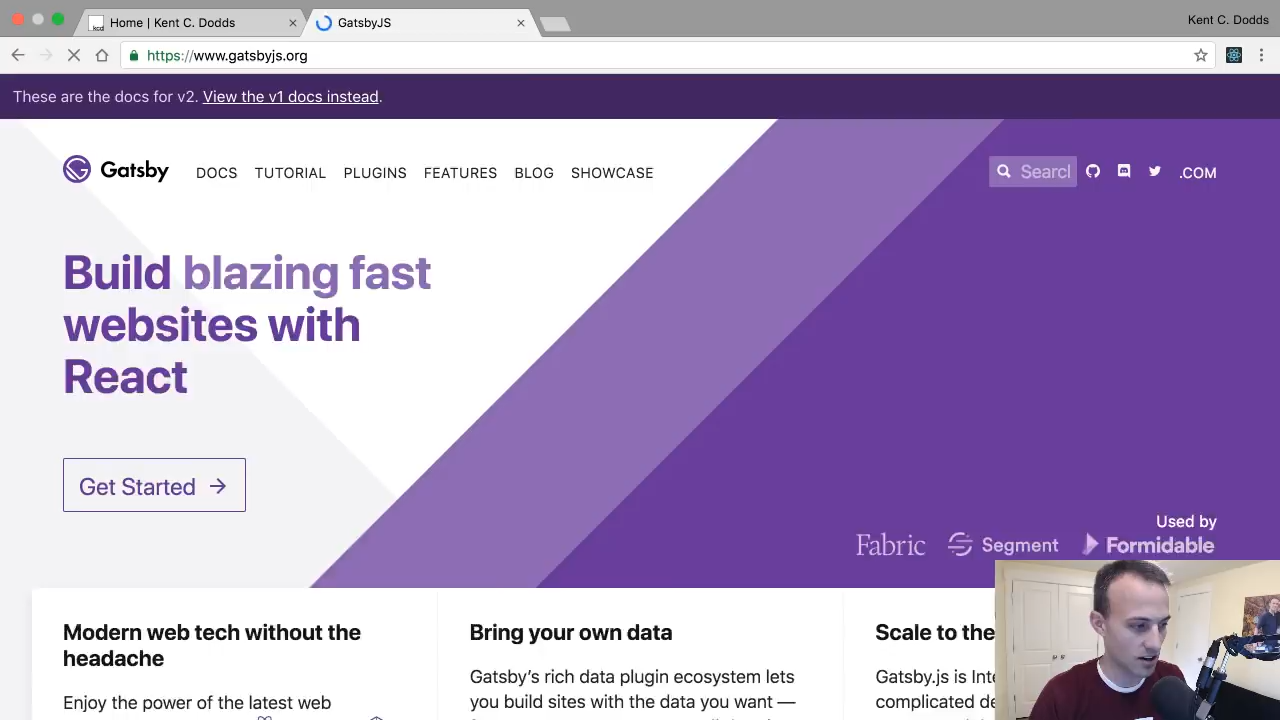 Home | Kent C. Dodds
GatsbyJS
Kent C. Dodds
https://www.gatsbyjs.org
These are the docs for v2. View the v1 docs instead.
Gatsby
DOCS
TUTORIAL
PLUGINS
FEATURES
BLOG
SHOWCASE
Searcl
.COM
Build blazing fast
websites with
React
Get Started
Used by
Fabric
Segment
Formidable
Modern web tech without the
headache
Enjoy the power of the latest web
Bring your own data
Gatsby’s rich data plugin ecosystem lets
you build sites with the data you want —
Scale to the
Gatsby.js is Inte
complicated de